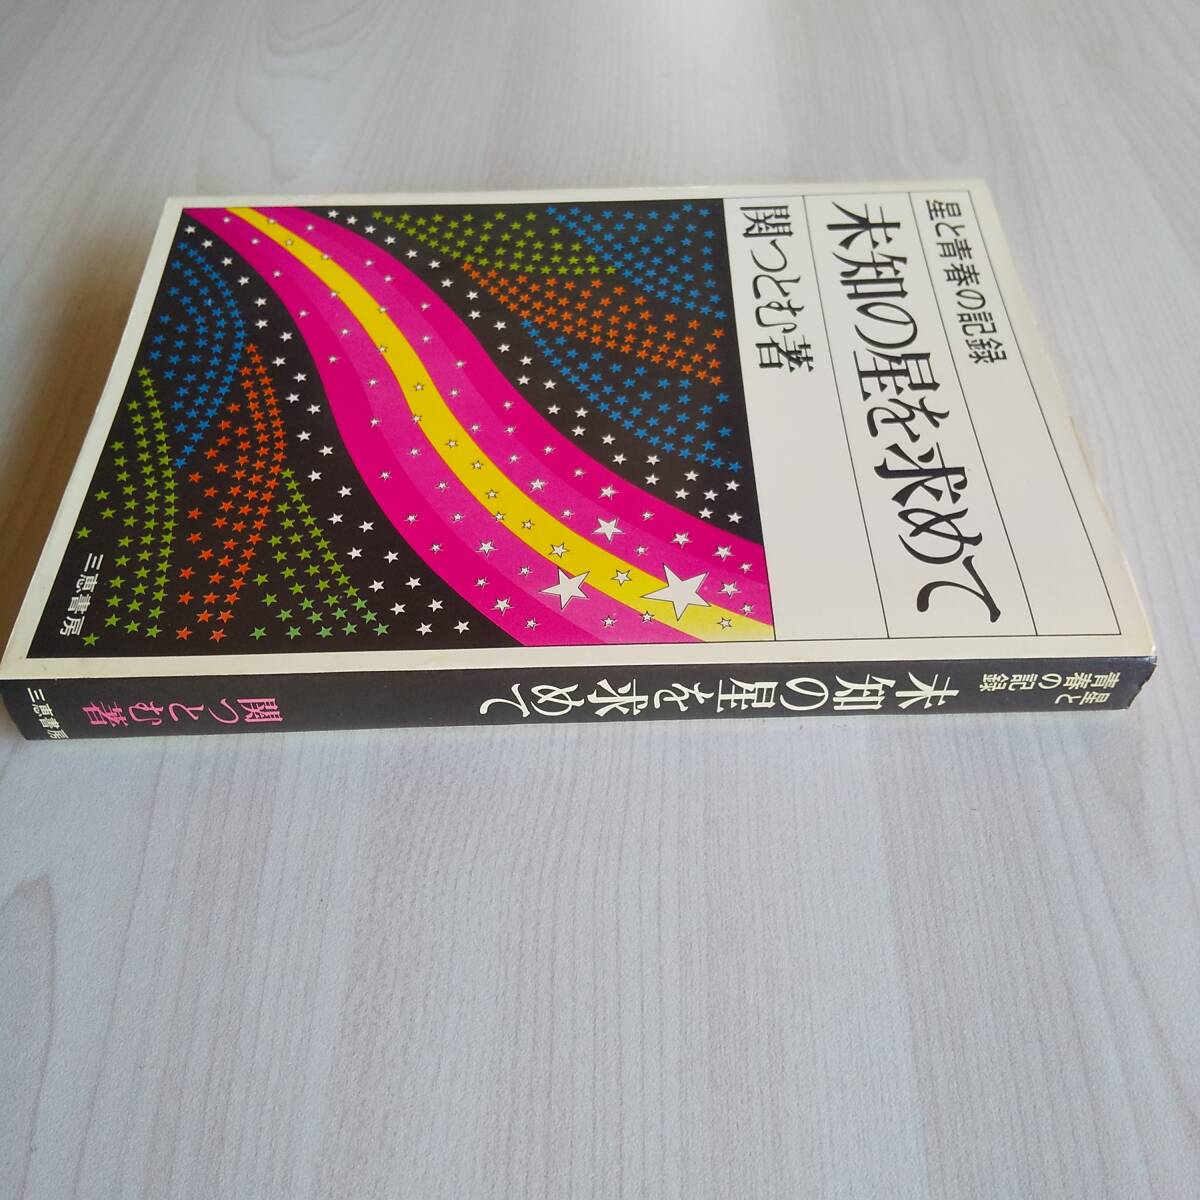 星と青春の記録
未知の星を求めて
関つとむ著
三恵書房
星と
青春の記録
未知の星を求めて
関つとむ著
三恵書房